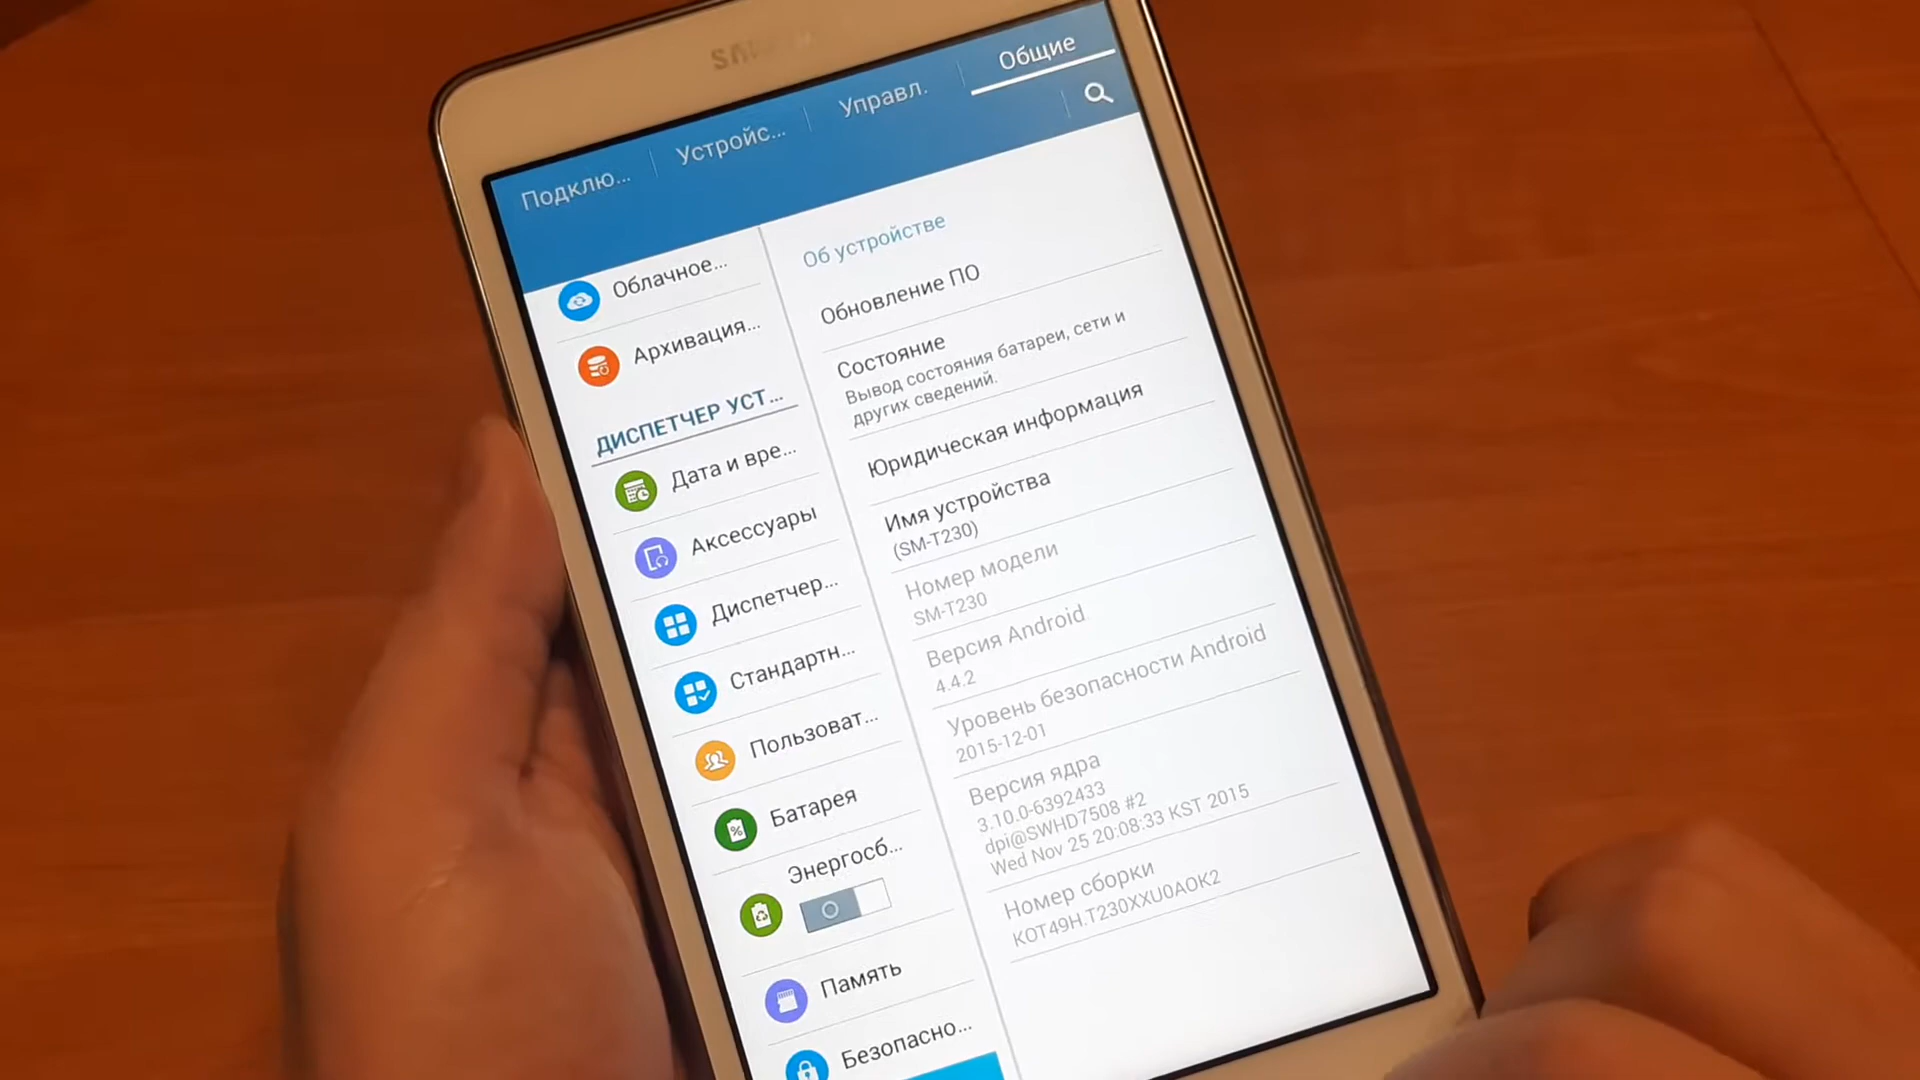 SAMSUNG
Подклю...
Устройс...
Управл.
Общие
Облачное...
Архивация...
ДИСПЕТЧЕР УСТ...
Дата и вре...
Аксессуары
Диспетчер...
Стандартн...
Пользоват...
Батарея
Энергосб...
Память
Безопасно...
Об устройстве
Обновление ПО
Состояние
Вывод состояния батареи, сети и
других сведений.
Юридическая информация
Имя устройства
(SM-T230)
Номер модели
SM-T230
Версия Android
4.4.2
Уровень безопасности Android
2015-12-01
Версия ядра
3.10.0-6392433
dpi@SWHD7508 #2
Wed Nov 25 20:08:33 KST 2015
Номер сборки
KOT49H.T230XXU0AOK2